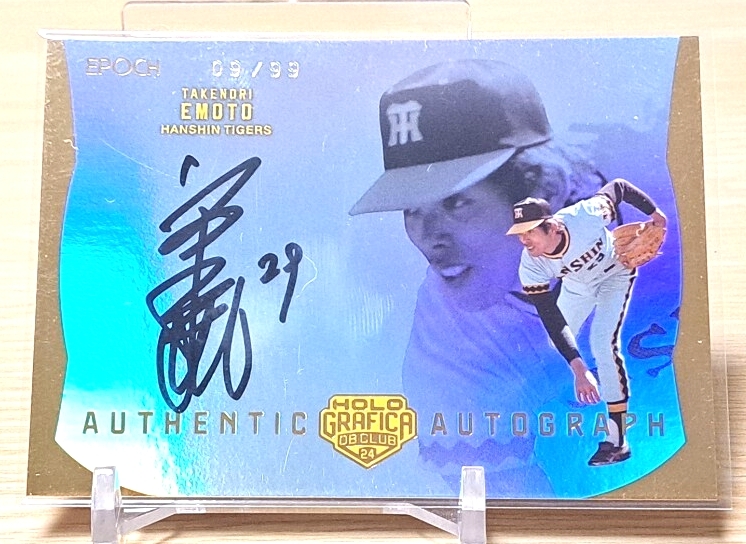 EPOCH 09/99
TAKENORI
EMOTO
HANSHIN TIGERS
29
AUTHENTIC AUTOGRAPH
HOLO
GRAFICA
OB CLUB
24